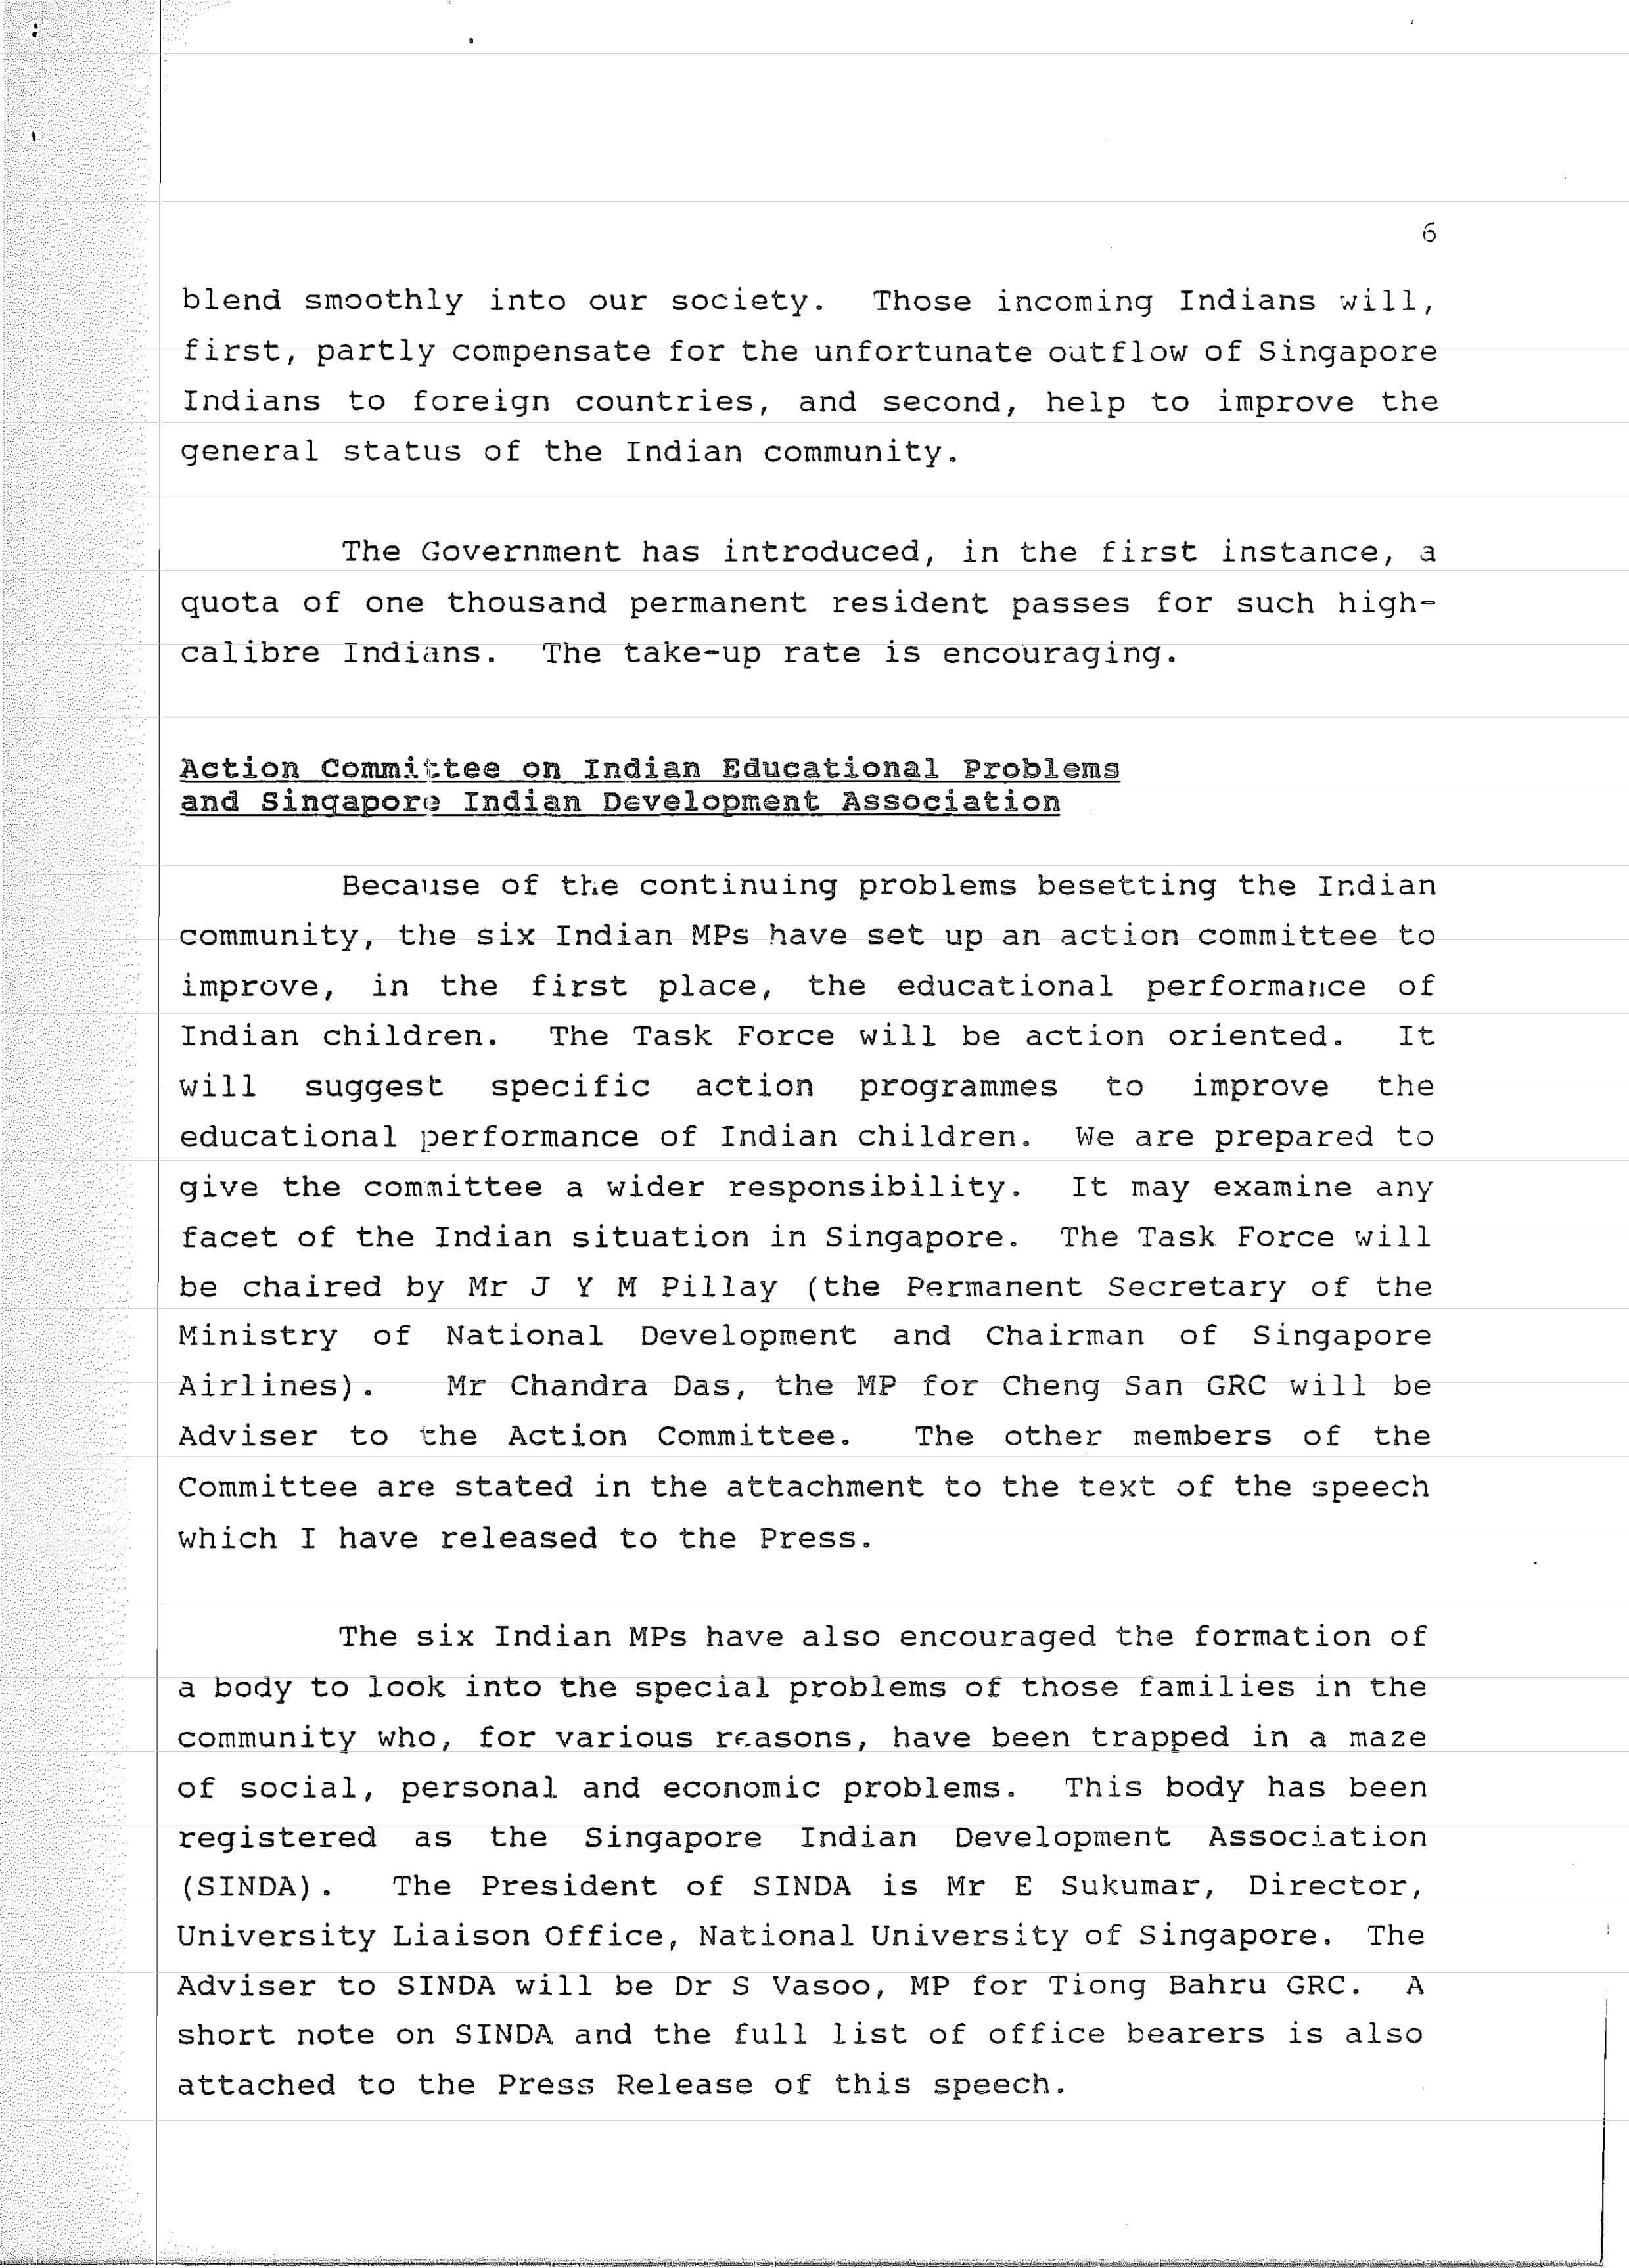 6
blend smoothly into our society. Those incoming Indians will,
first, partly compensate for the unfortunate outflow of Singapore
Indians to foreign countries, and second, help to improve the
general status of the Indian community.
The Government has introduced, in the first instance, a
quota of one thousand permanent resident passes for such high-
calibre Indians. The take-up rate is encouraging.
Action Committee on Indian Educational Problems
and Singapore Indian Development Association
Because of the continuing problems besetting the Indian
community, the six Indian MPs have set up an action committee to
improve, in the first place, the educational performance of
Indian children. The Task Force will be action oriented. It
will suggest specific action programmes to improve the
educational performance of Indian children. We are prepared to
give the committee a wider responsibility. It may examine any
facet of the Indian situation in Singapore. The Task Force will
be chaired by Mr J Y M Pillay (the Permanent Secretary of the
Ministry of National Development and Chairman of Singapore
Airlines). Mr Chandra Das, the MP for Cheng San GRC will be
Adviser to the Action Committee. The other members of the
Committee are stated in the attachment to the text of the speech
which I have released to the Press.
The six Indian MPs have also encouraged the formation of
a body to look into the special problems of those families in the
community who, for various reasons, have been trapped in a maze
of social, personal and economic problems. This body has been
registered as the Singapore Indian Development Association
(SINDA). The President of SINDA is Mr E Sukumar, Director,
University Liaison Office, National University of Singapore. The
Adviser to SINDA will be Dr S Vasoo, MP for Tiong Bahru GRC. A
short note on SINDA and the full list of office bearers is also
attached to the Press Release of this speech.